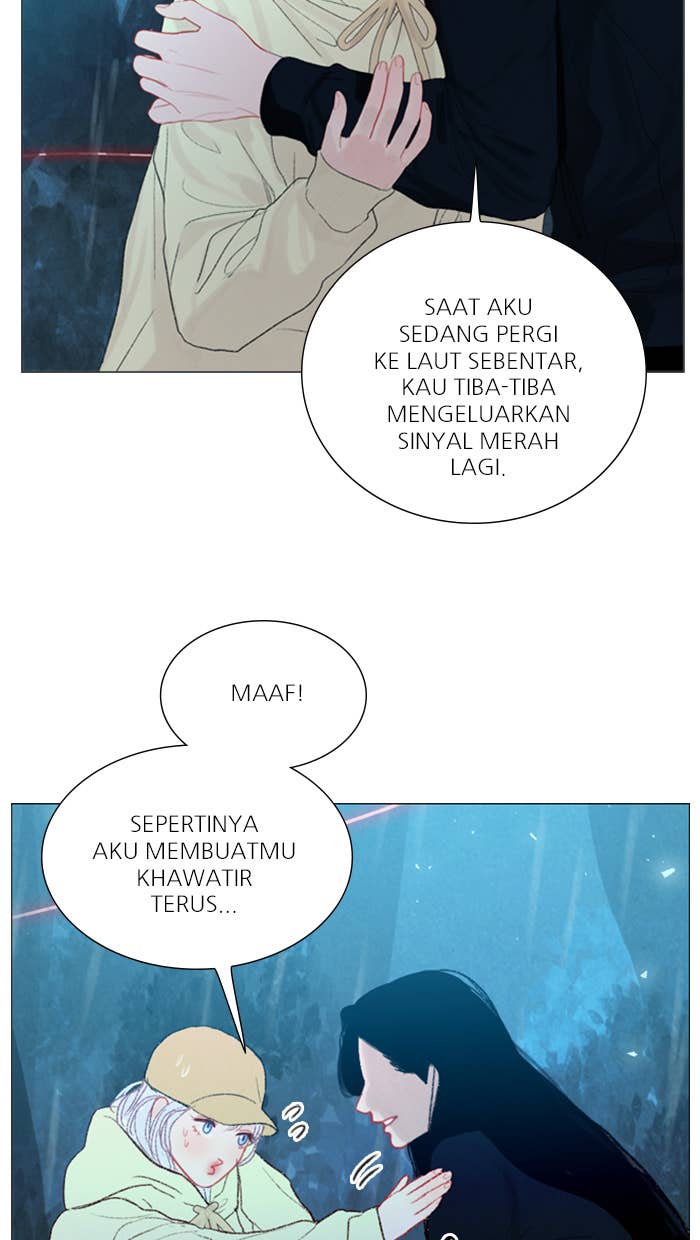 SAAT AKU
SEDANG PERGI
KE LAUT SEBENTAR,
KAU TIBA-TIBA
MENGELUARKAN
SINYAL MERAH
LAGI.
MAAF!
SEPERTINYA
AKU MEMBUATMU
KHAWATIR
TERUS...